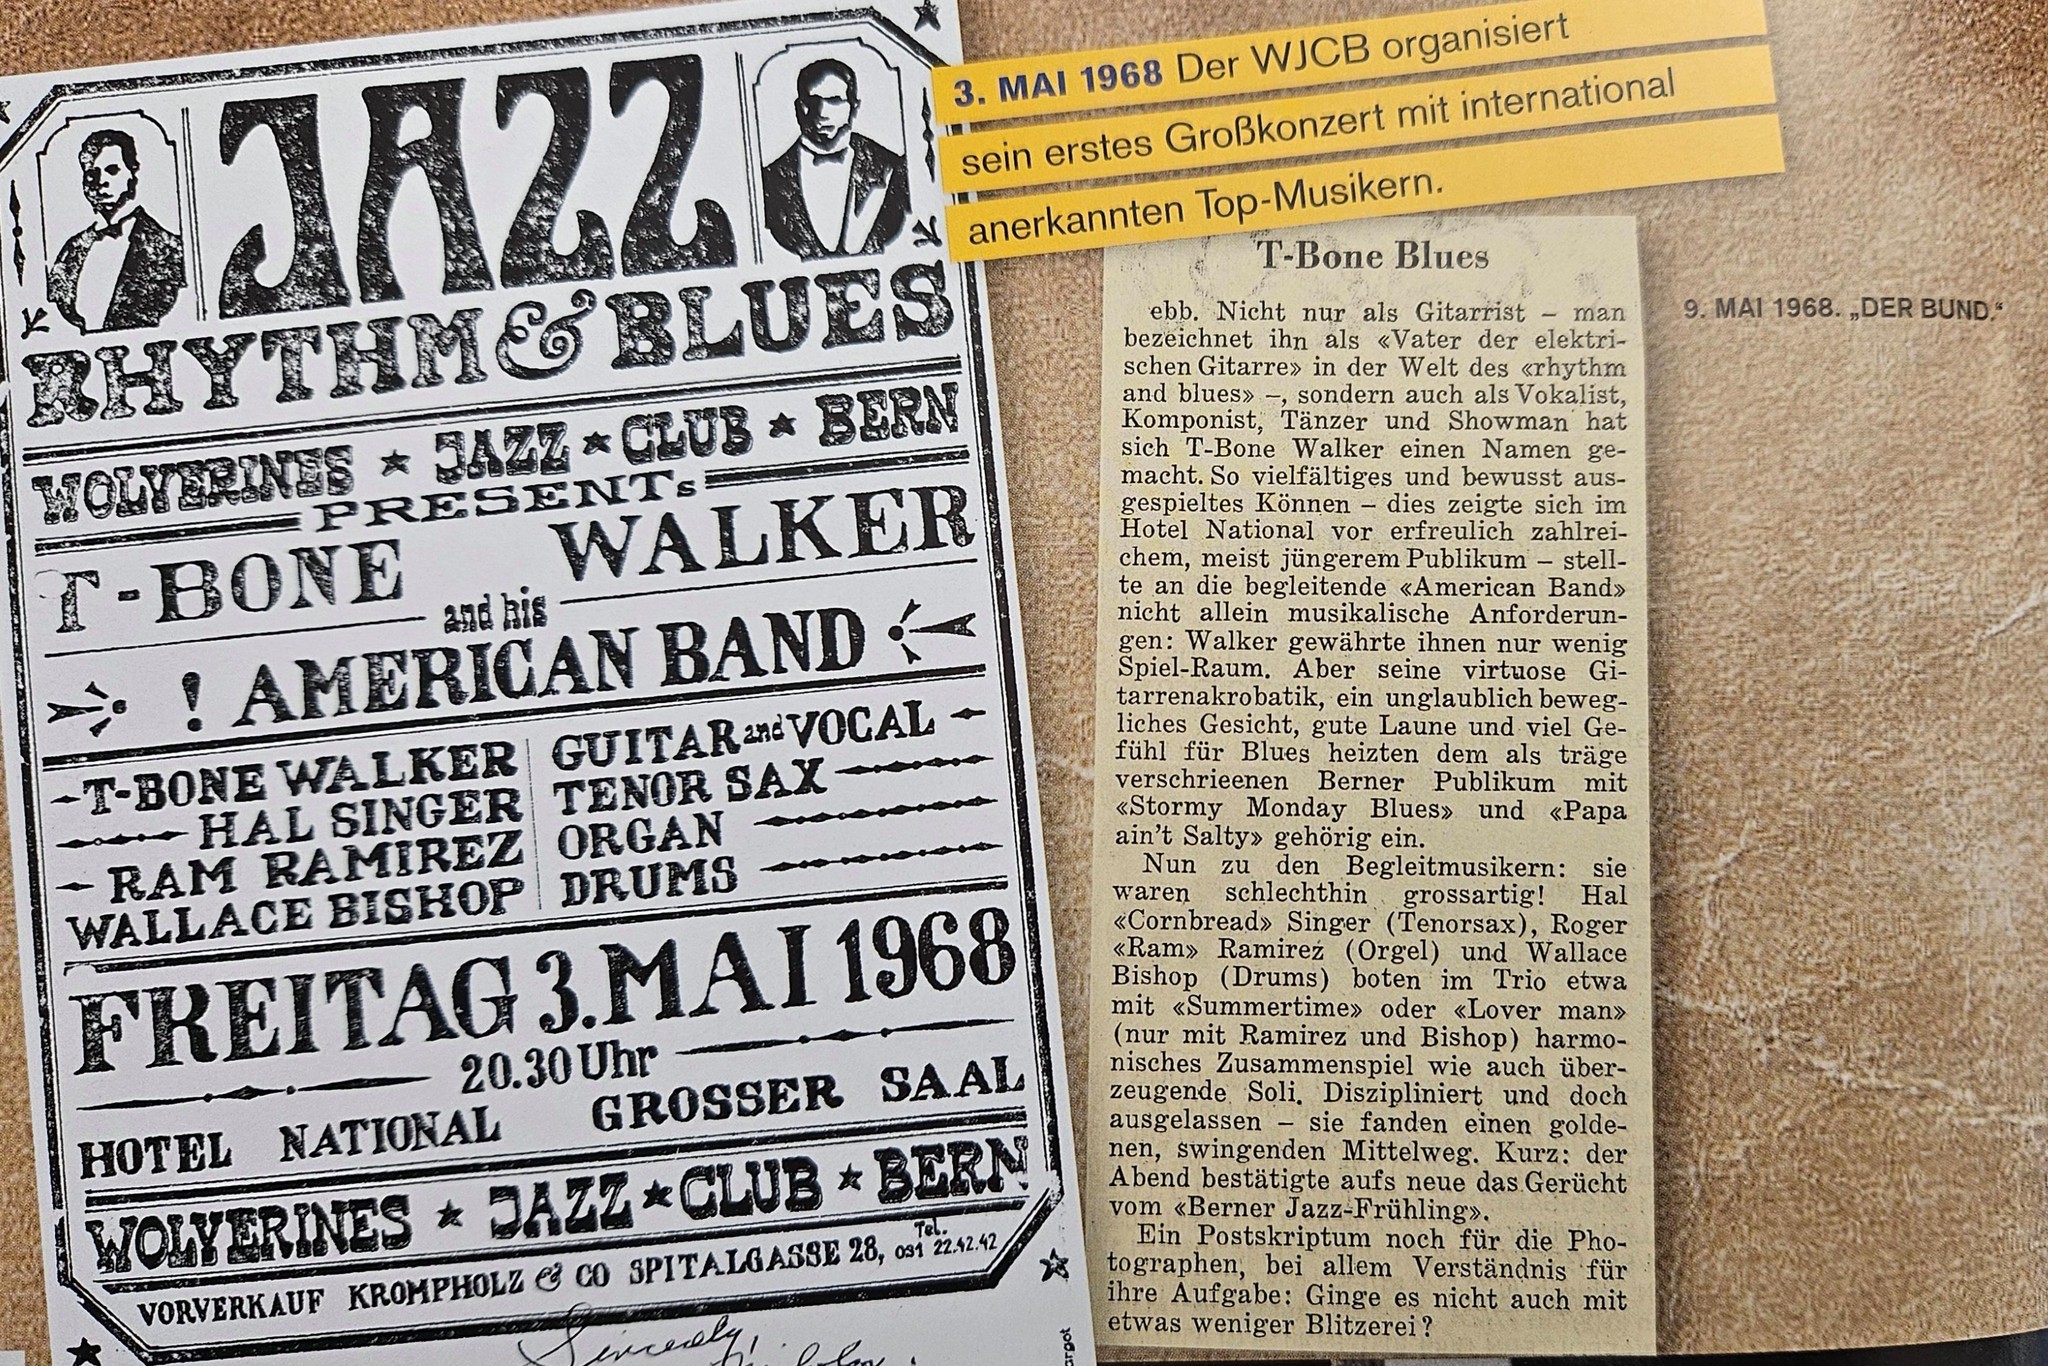 JAZZ
RHYTHM & BLUES
WOLVERINES ★ JAZZ ★ CLUB ★ BERN
PRESENTs
T-BONE WALKER
and his
! AMERICAN BAND
T-BONE WALKER GUITAR and VOCAL
HAL SINGER TENOR SAX
RAM RAMIREZ ORGAN
WALLACE BISHOP DRUMS
FREITAG 3. MAI 1968
20.30 Uhr
HOTEL NATIONAL GROSSER SAAL
WOLVERINES ★ JAZZ ★ CLUB ★ BERN
VORVERKAUF KROMPHOLZ & CO SPITALGASSE 28, Tel. 031 22.42.42
Sincerely,
3. MAI 1968 Der WJCB organisiert
sein erstes Großkonzert mit international
anerkannten Top-Musikern.
T-Bone Blues
ebb. Nicht nur als Gitarrist – man
bezeichnet ihn als «Vater der elektri-
schen Gitarre» in der Welt des «rhythm
and blues» –, sondern auch als Vokalist,
Komponist, Tänzer und Showman hat
sich T-Bone Walker einen Namen ge-
macht. So vielfältiges und bewusst aus-
gespieltes Können – dies zeigte sich im
Hotel National vor erfreulich zahlrei-
chem, meist jüngerem Publikum – stell-
te an die begleitende «American Band»
nicht allein musikalische Anforderun-
gen: Walker gewährte ihnen nur wenig
Spiel-Raum. Aber seine virtuose Gi-
tarrenakrobatik, ein unglaublich beweg-
liches Gesicht, gute Laune und viel Ge-
fühl für Blues heizten dem als träge
verschrieenen Berner Publikum mit
«Stormy Monday Blues» und «Papa
ain't Salty» gehörig ein.
Nun zu den Begleitmusikern: sie
waren schlechthin grossartig! Hal
«Cornbread» Singer (Tenorsax), Roger
«Ram» Ramirez (Orgel) und Wallace
Bishop (Drums) boten im Trio etwa
mit «Summertime» oder «Lover man»
(nur mit Ramirez und Bishop) harmo-
nisches Zusammenspiel wie auch über-
zeugende Soli. Diszipliniert und doch
ausgelassen – sie fanden einen golde-
nen, swingenden Mittelweg. Kurz: der
Abend bestätigte aufs neue das Gerücht
vom «Berner Jazz-Frühling».
Ein Postskriptum noch für die Pho-
tographen, bei allem Verständnis für
ihre Aufgabe: Ginge es nicht auch mit
etwas weniger Blitzerei?
9. MAI 1968. „DER BUND."